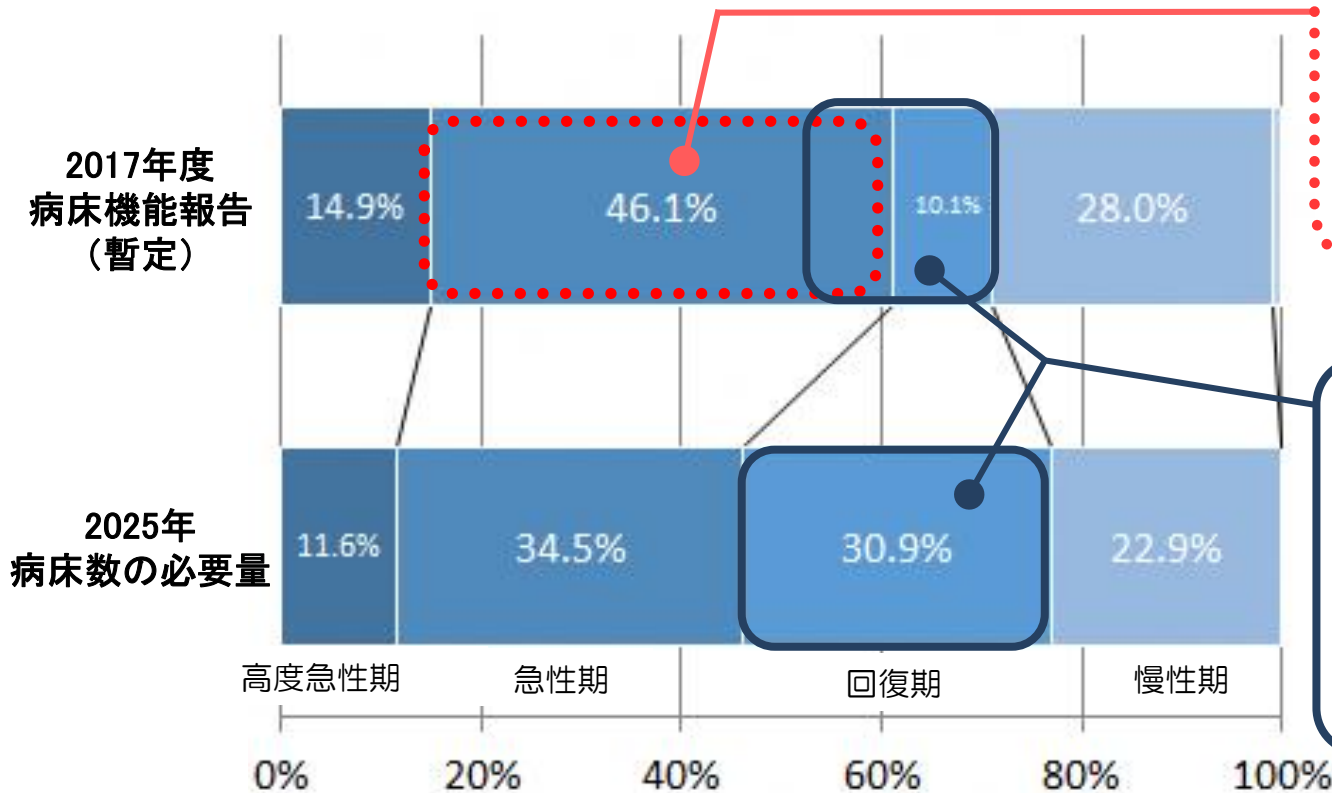 2017年度
病床機能報告
（暫定）
14.9%
46.1%
10.1%
28.0%
2025年
病床数の必要量
11.6%
34.5%
30.9%
22.9%
高度急性期
急性期
回復期
慢性期
0%
20%
40%
60%
80%
100%